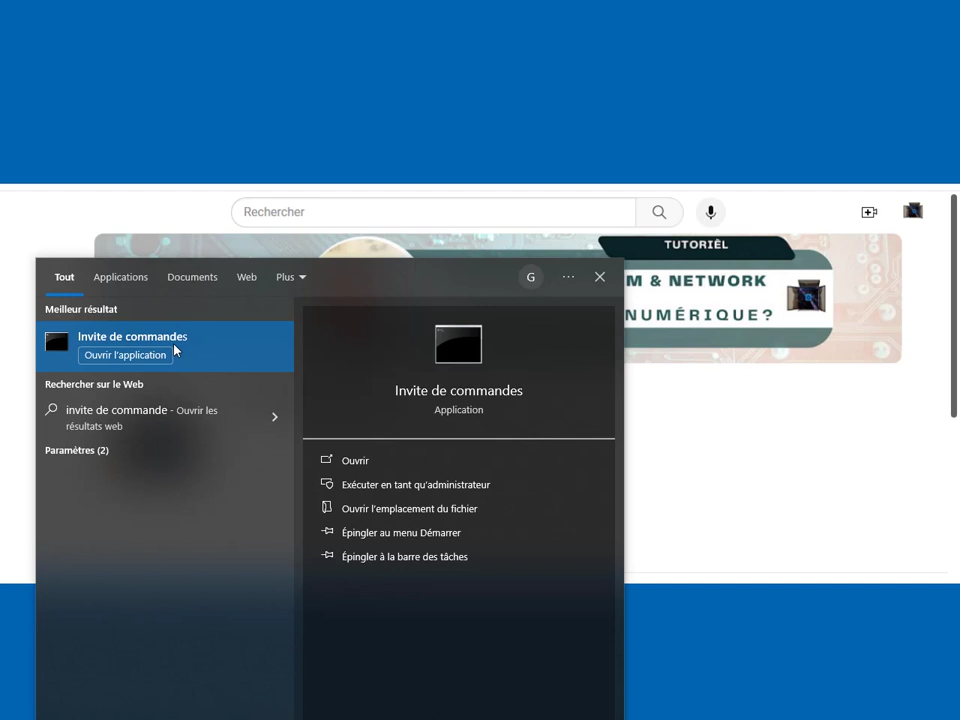 Rechercher
TUTORIÈL
M & NETWORK
NUMÉRIQUE?
Tout
Applications
Documents
Web
Plus
G
Meilleur résultat
Invite de commandes
Ouvrir l'application
Rechercher sur le Web
invite de commande - Ouvrir les
résultats web
Paramètres (2)
Invite de commandes
Application
Ouvrir
Exécuter en tant qu'administrateur
Ouvrir l'emplacement du fichier
Épingler au menu Démarrer
Épingler à la barre des tâches